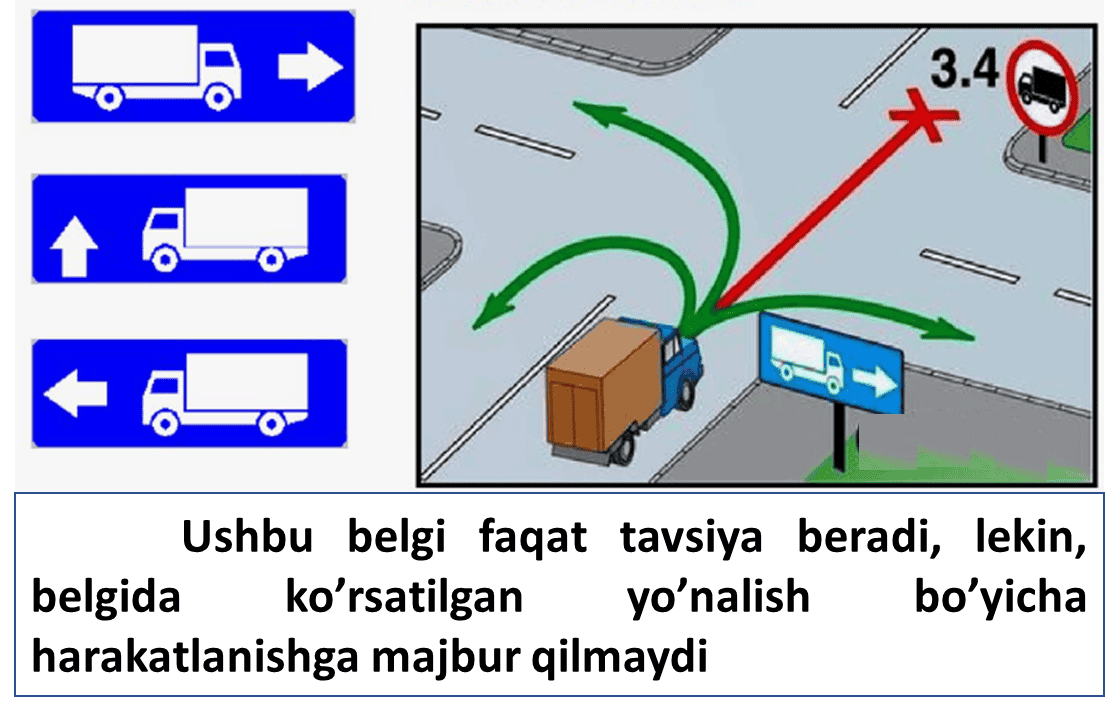 3.4
Ushbu belgi faqat tavsiya beradi, lekin,
belgida ko’rsatilgan yo’nalish bo’yicha
harakatlanishga majbur qilmaydi